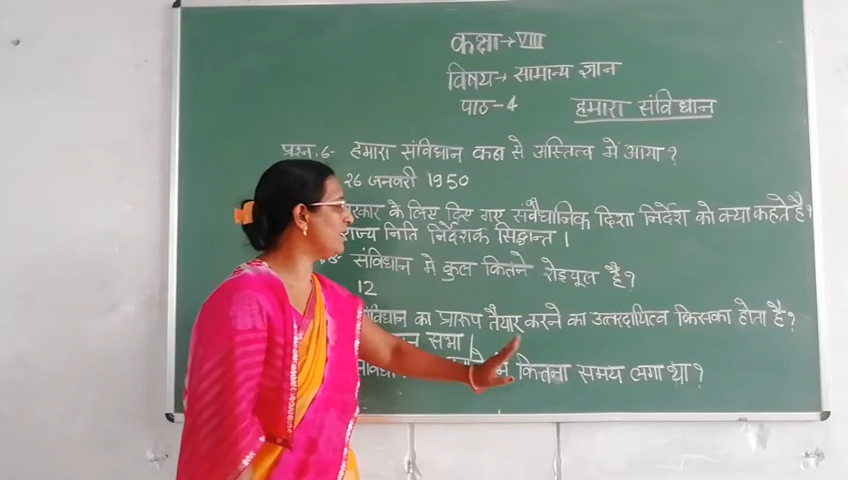 कक्षा→VIII
विषय→ सामान्य ज्ञान
पाठ-4 हमारा संविधान
प्रश्न.6- हमारा संविधान कब से अस्तित्व में आया?
26 जनवरी 1950
के लिए दिए गए संवैधानिक दिशा निर्देश को क्या कहते है?
राज्य निति निर्देशक सिद्धान्त ।
संविधान मे कुल कितने शेड्यूल है?
12
संविधान का प्रारूप तैयार करने का उत्तरदायित्व किसका होता है?
सभा
कितना समय लगा था?